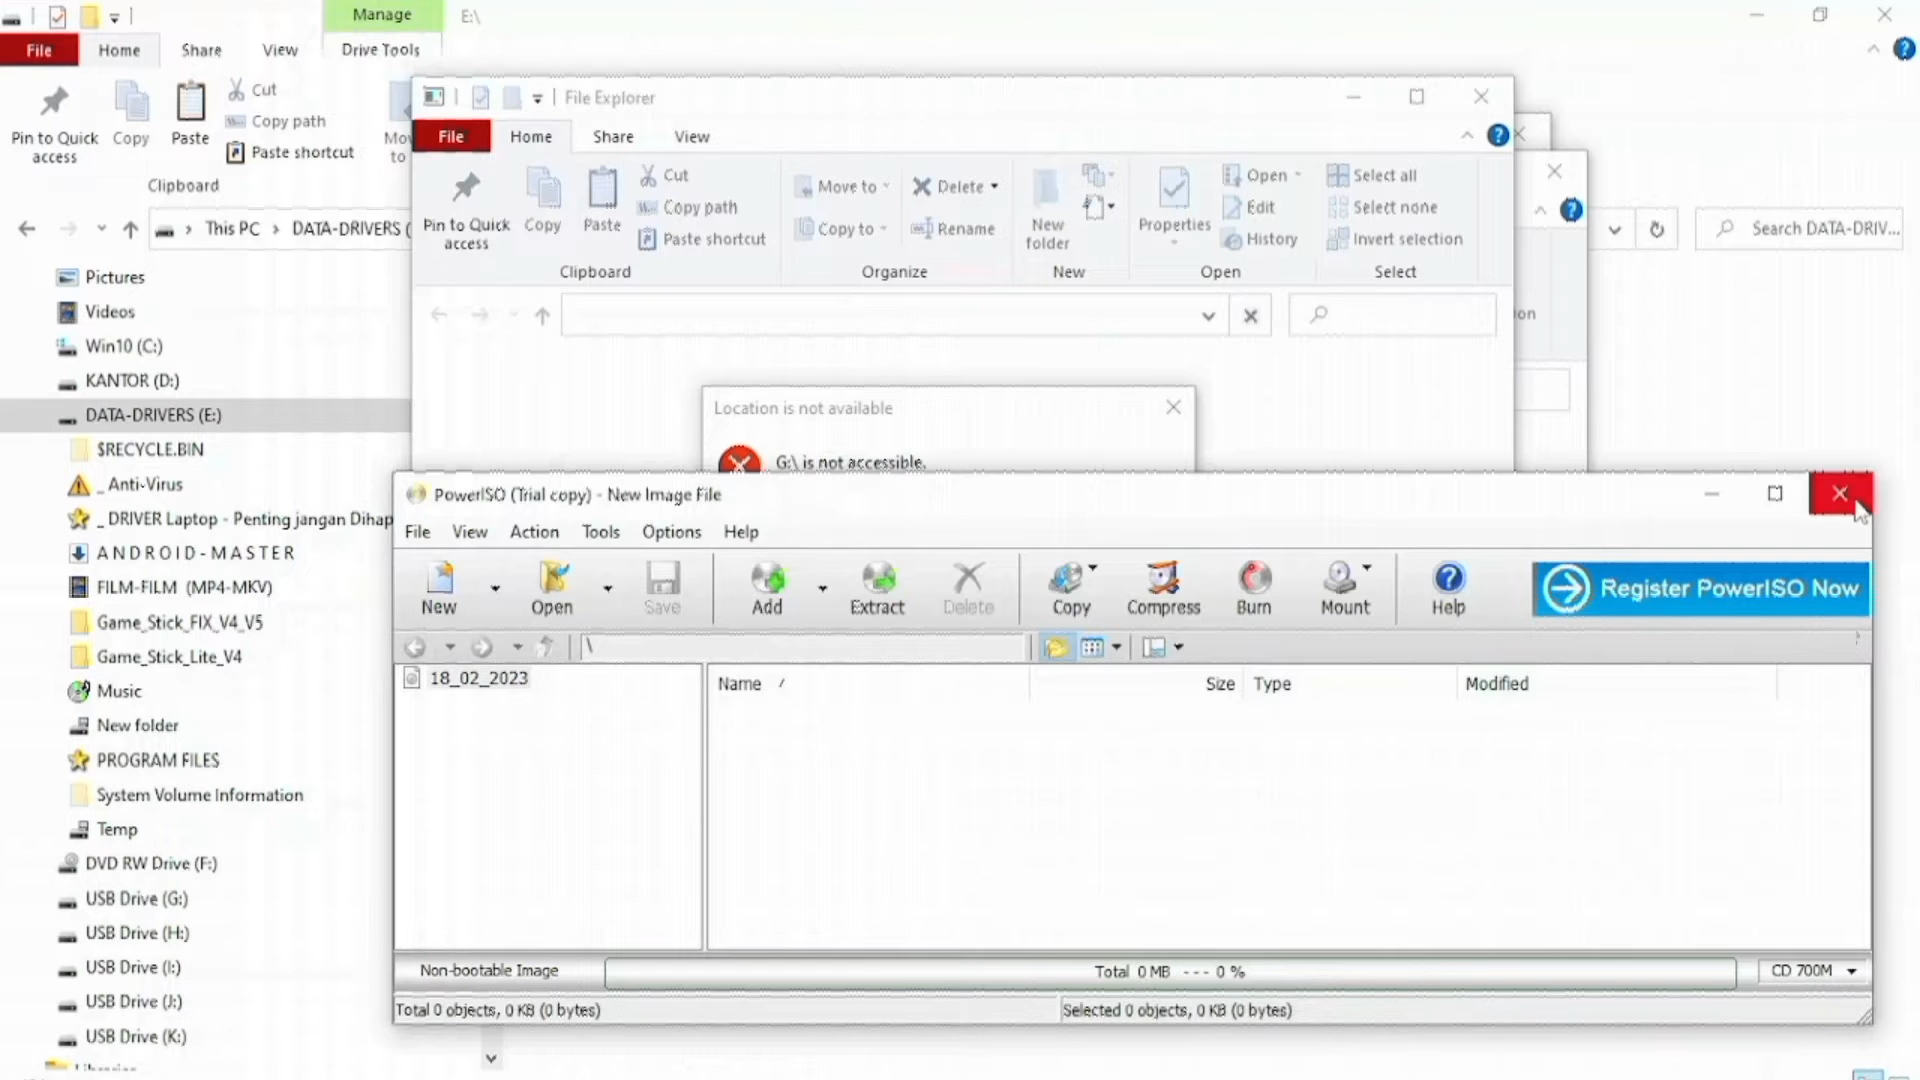 Manage
E:\
File Home Share View Drive Tools
Pin to Quick access
Copy
Paste
Cut
Copy path
Paste shortcut
Clipboard
This PC > DATA-DRIVERS (
Search DATA-DRIV...
Pictures
Videos
Win10 (C:)
KANTOR (D:)
DATA-DRIVERS (E:)
$RECYCLE.BIN
_ Anti-Virus
_ DRIVER Laptop - Penting jangan Dihap
A N D R O I D - M A S T E R
FILM-FILM (MP4-MKV)
Game_Stick_FIX_V4_V5
Game_Stick_Lite_V4
Music
New folder
PROGRAM FILES
System Volume Information
Temp
DVD RW Drive (F:)
USB Drive (G:)
USB Drive (H:)
USB Drive (I:)
USB Drive (J:)
USB Drive (K:)
File Explorer
File Home Share View
Pin to Quick access
Copy
Paste
Cut
Copy path
Paste shortcut
Clipboard
Move to
Copy to
Delete
Rename
Organize
New folder
New
Properties
Open
Edit
History
Open
Select all
Select none
Invert selection
Select
Location is not available
G:\ is not accessible.
PowerISO (Trial copy) - New Image File
File View Action Tools Options Help
New Open Save Add Extract Delete Copy Compress Burn Mount Help
Register PowerISO Now
\
18_02_2023
Name Size Type Modified
Non-bootable Image
Total 0 MB --- 0 %
CD 700M
Total 0 objects, 0 KB (0 bytes)
Selected 0 objects, 0 KB (0 bytes)